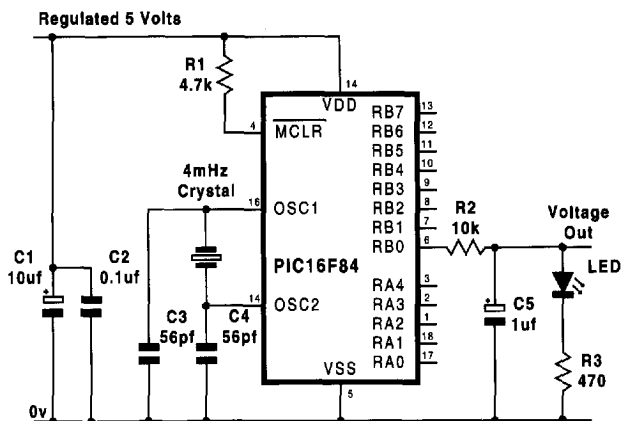 Regulated 5 Volts
R1
4.7k
14
VDD
4
MCLR
4mHz
Crystal
16
OSC1
14
OSC2
PIC16F84
RB7
13
RB6
12
RB5
11
RB4
10
RB3
9
RB2
8
RB1
7
RB0
6
RA4
3
RA3
2
RA2
1
RA1
18
RA0
17
VSS
5
R2
10k
Voltage
Out
LED
C1
10uf
+
C2
0.1uf
C3
56pf
C4
56pf
+
C5
1uf
R3
470
0v